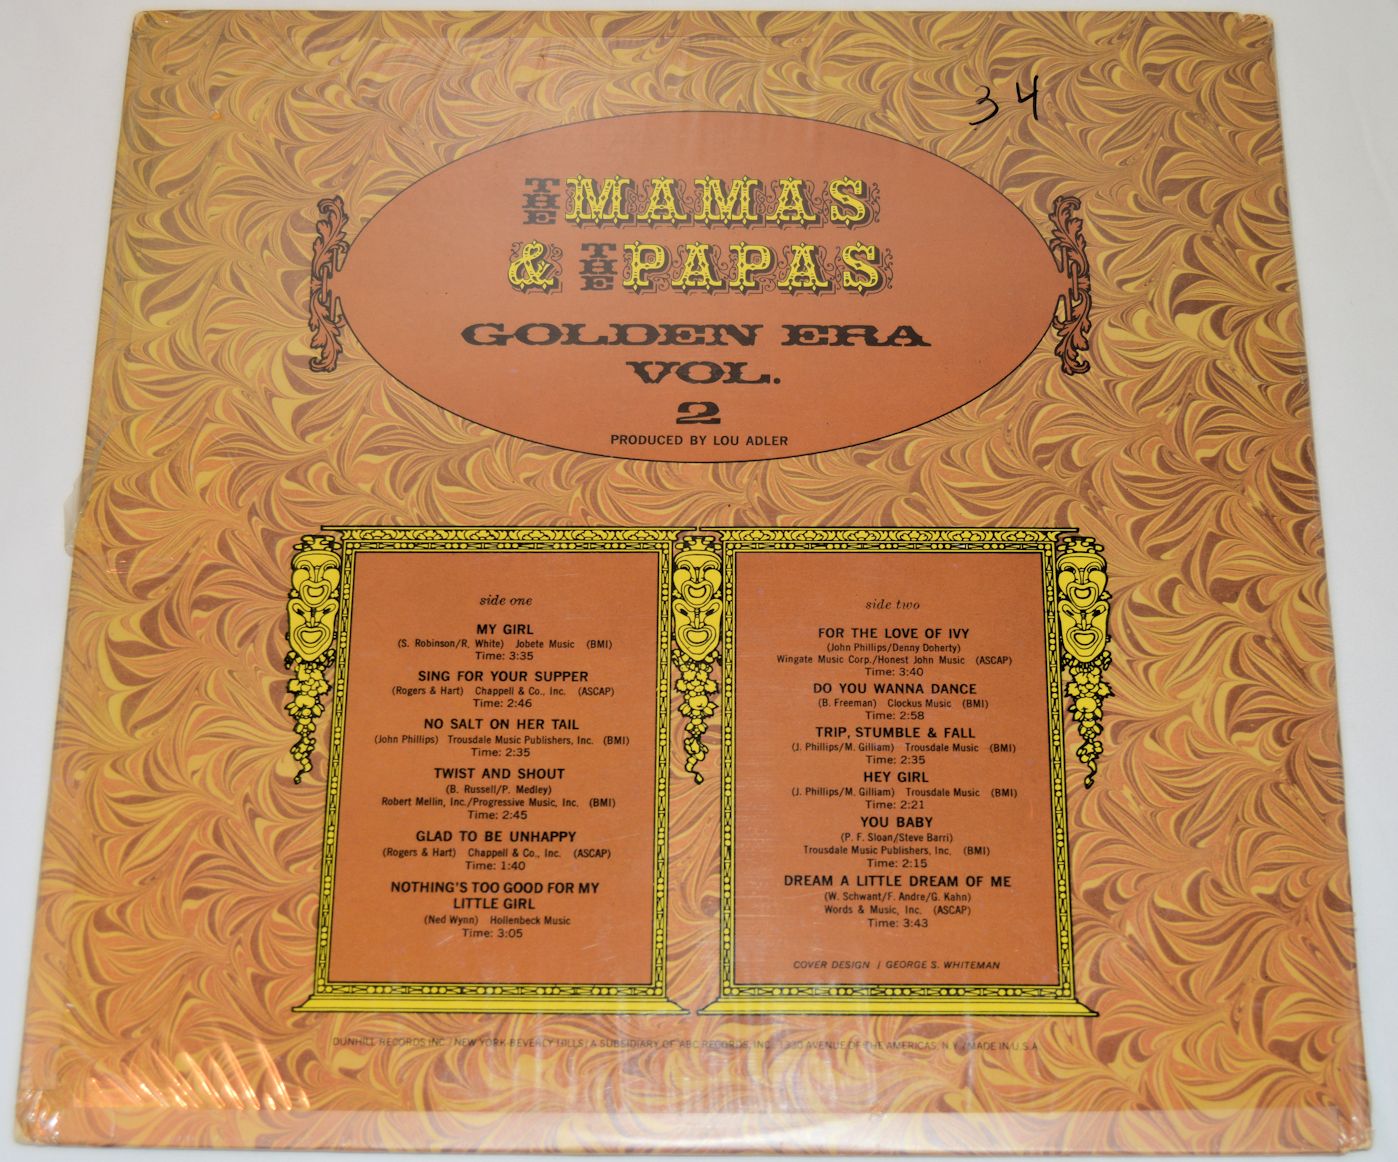 34
THE MAMAS
& THE PAPAS
GOLDEN ERA
VOL.
2
PRODUCED BY LOU ADLER
side one
MY GIRL
(S. Robinson/R. White) Jobete Music (BMI)
Time: 3:35
SING FOR YOUR SUPPER
(Rogers & Hart) Chappell & Co., Inc. (ASCAP)
Time: 2:46
NO SALT ON HER TAIL
(John Phillips) Trousdale Music Publishers, Inc. (BMI)
Time: 2:35
TWIST AND SHOUT
(B. Russell/P. Medley)
Robert Mellin, Inc./Progressive Music, Inc. (BMI)
Time: 2:45
GLAD TO BE UNHAPPY
(Rogers & Hart) Chappell & Co., Inc. (ASCAP)
Time: 1:40
NOTHING'S TOO GOOD FOR MY
LITTLE GIRL
(Ned Wynn) Hollenbeck Music
Time: 3:05
side two
FOR THE LOVE OF IVY
(John Phillips/Denny Doherty)
Wingate Music Corp./Honest John Music (ASCAP)
Time: 3:40
DO YOU WANNA DANCE
(B. Freeman) Clockus Music (BMI)
Time: 2:58
TRIP, STUMBLE & FALL
(J. Phillips/M. Gilliam) Trousdale Music (BMI)
Time: 2:35
HEY GIRL
(J. Phillips/M. Gilliam) Trousdale Music (BMI)
Time: 2:21
YOU BABY
(P. F. Sloan/Steve Barri)
Trousdale Music Publishers, Inc. (BMI)
Time: 2:15
DREAM A LITTLE DREAM OF ME
(W. Schwant/F. Andre/G. Kahn)
Words & Music, Inc. (ASCAP)
Time: 3:43
COVER DESIGN / GEORGE S. WHITEMAN
DUNHILL RECORDS INC. / NEW YORK-BEVERLY HILLS / A SUBSIDIARY OF ABC RECORDS, INC., 1330 AVENUE OF THE AMERICAS, N.Y. / MADE IN U.S.A.